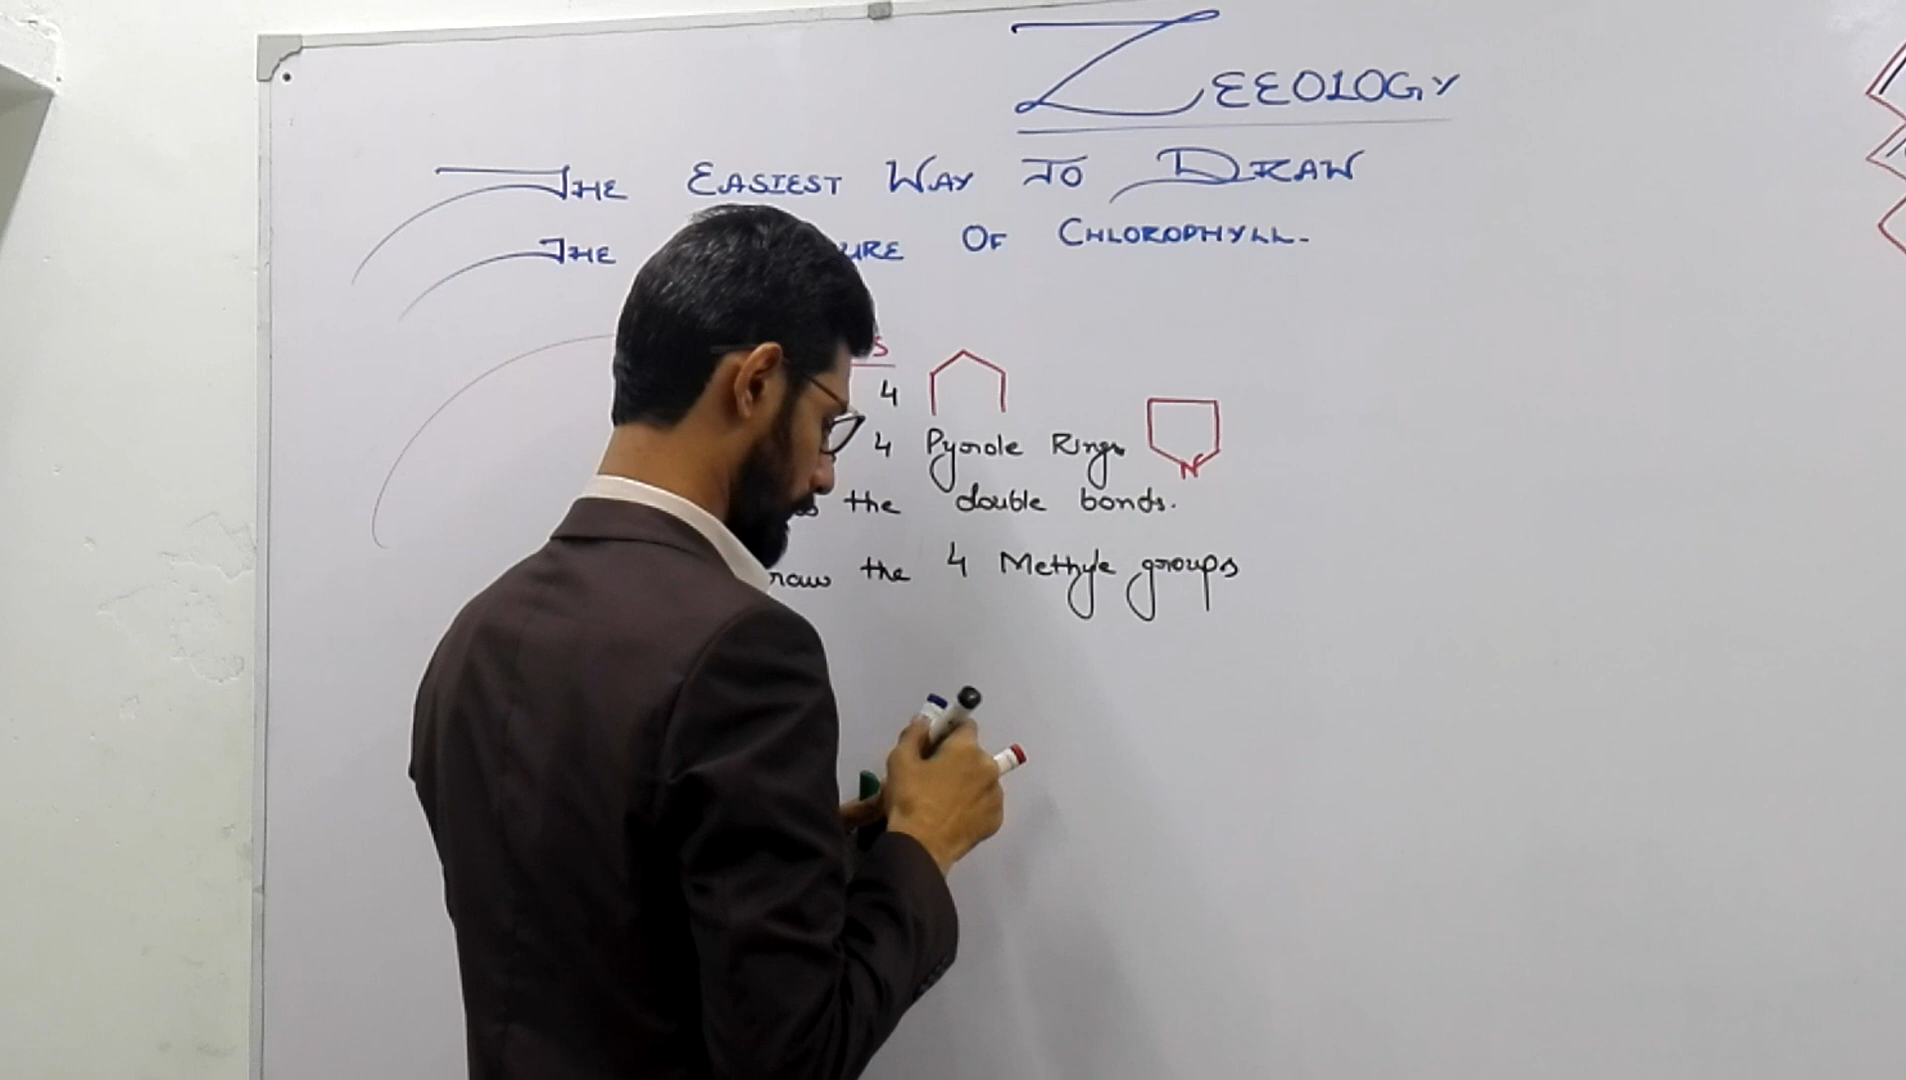 ZEEOLOGY
THE EASIEST WAY TO DRAW
THE URE OF CHLOROPHYLL.
S
4
4 Pyrrole Rings
N
the double bonds.
raw the 4 Methyle groups